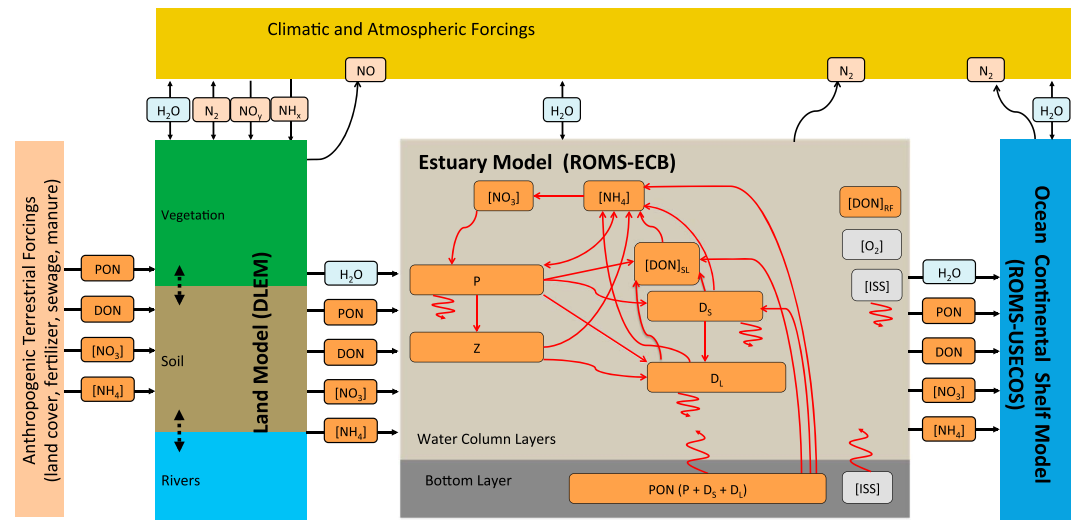 Climatic and Atmospheric Forcings
NO
N2
N2
H2O
N2
NOy
NHx
H2O
H2O
Anthropogenic Terrestrial Forcings
(land cover, fertilizer, sewage, manure)
PON
DON
[NO3]
[NH4]
Vegetation
Soil
Rivers
Land Model (DLEM)
H2O
PON
DON
[NO3]
[NH4]
Estuary Model (ROMS-ECB)
[NO3]
[NH4]
[DON]RF
[O2]
[ISS]
[DON]SL
P
DS
Z
DL
Water Column Layers
Bottom Layer
PON (P + DS + DL)
[ISS]
H2O
PON
DON
[NO3]
[NH4]
Ocean Continental Shelf Model
(ROMS-USECOS)